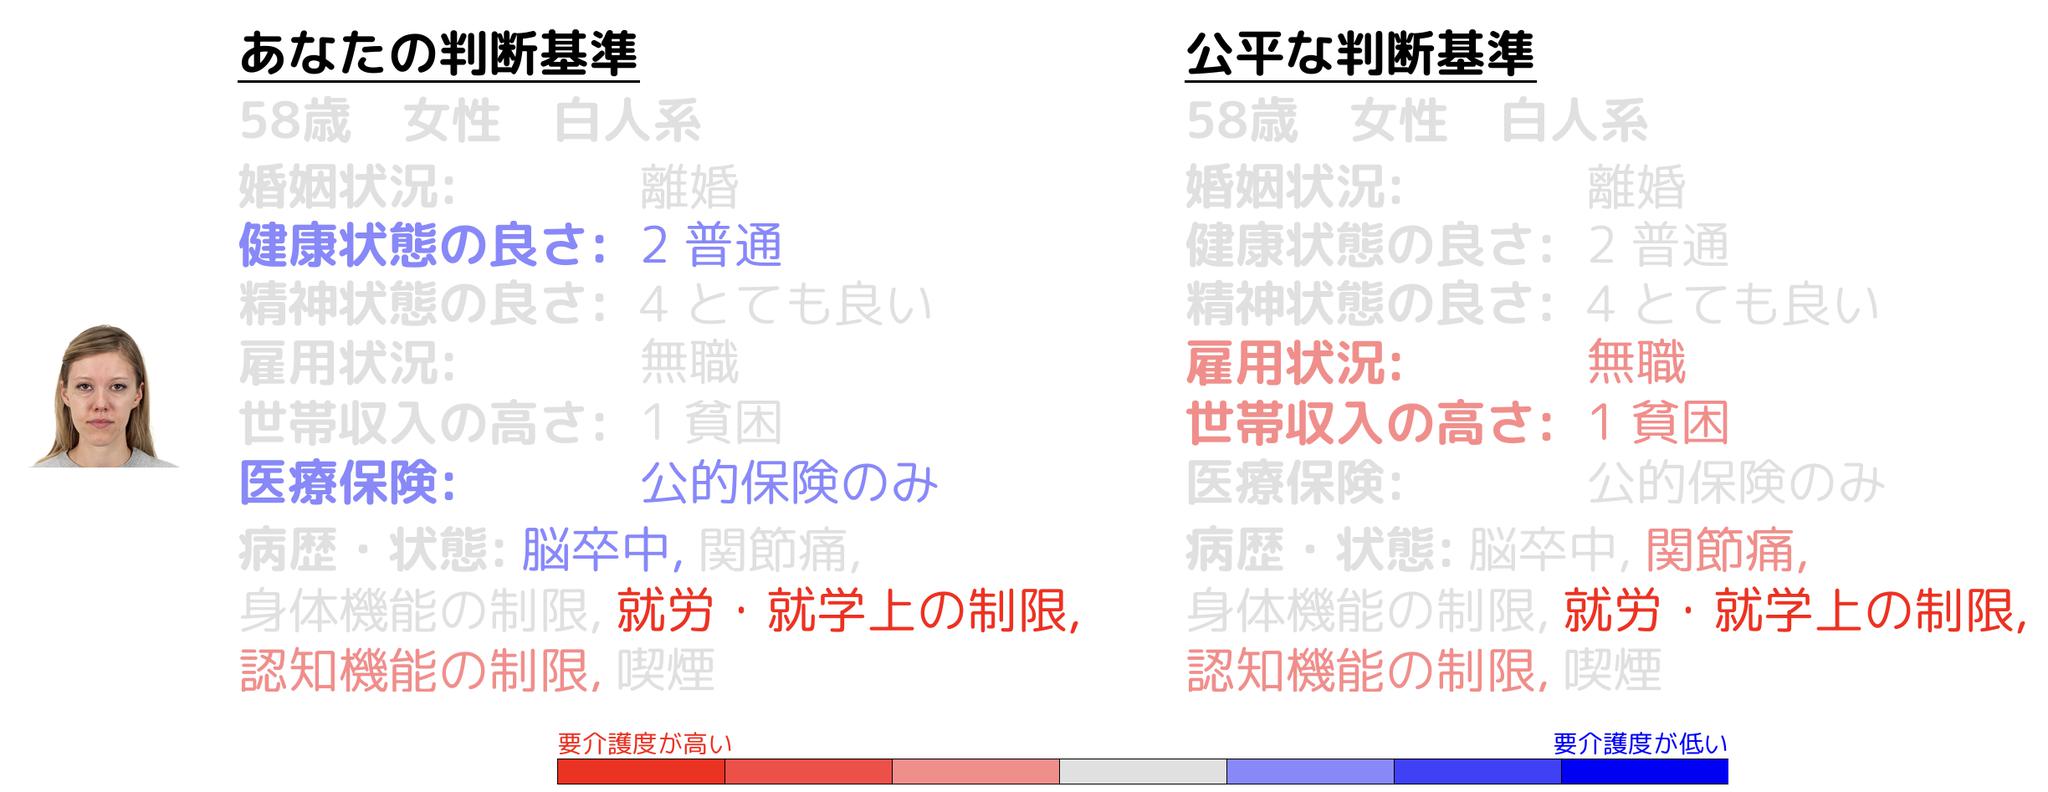 あなたの判断基準
58歳　女性　白人系
婚姻状況: 離婚
健康状態の良さ: 2 普通
精神状態の良さ: 4 とても良い
雇用状況: 無職
世帯収入の高さ: 1 貧困
医療保険: 公的保険のみ
病歴・状態: 脳卒中, 関節痛,
身体機能の制限, 就労・就学上の制限,
認知機能の制限, 喫煙
公平な判断基準
58歳　女性　白人系
婚姻状況: 離婚
健康状態の良さ: 2 普通
精神状態の良さ: 4 とても良い
雇用状況: 無職
世帯収入の高さ: 1 貧困
医療保険: 公的保険のみ
病歴・状態: 脳卒中, 関節痛,
身体機能の制限, 就労・就学上の制限,
認知機能の制限, 喫煙
要介護度が高い
要介護度が低い